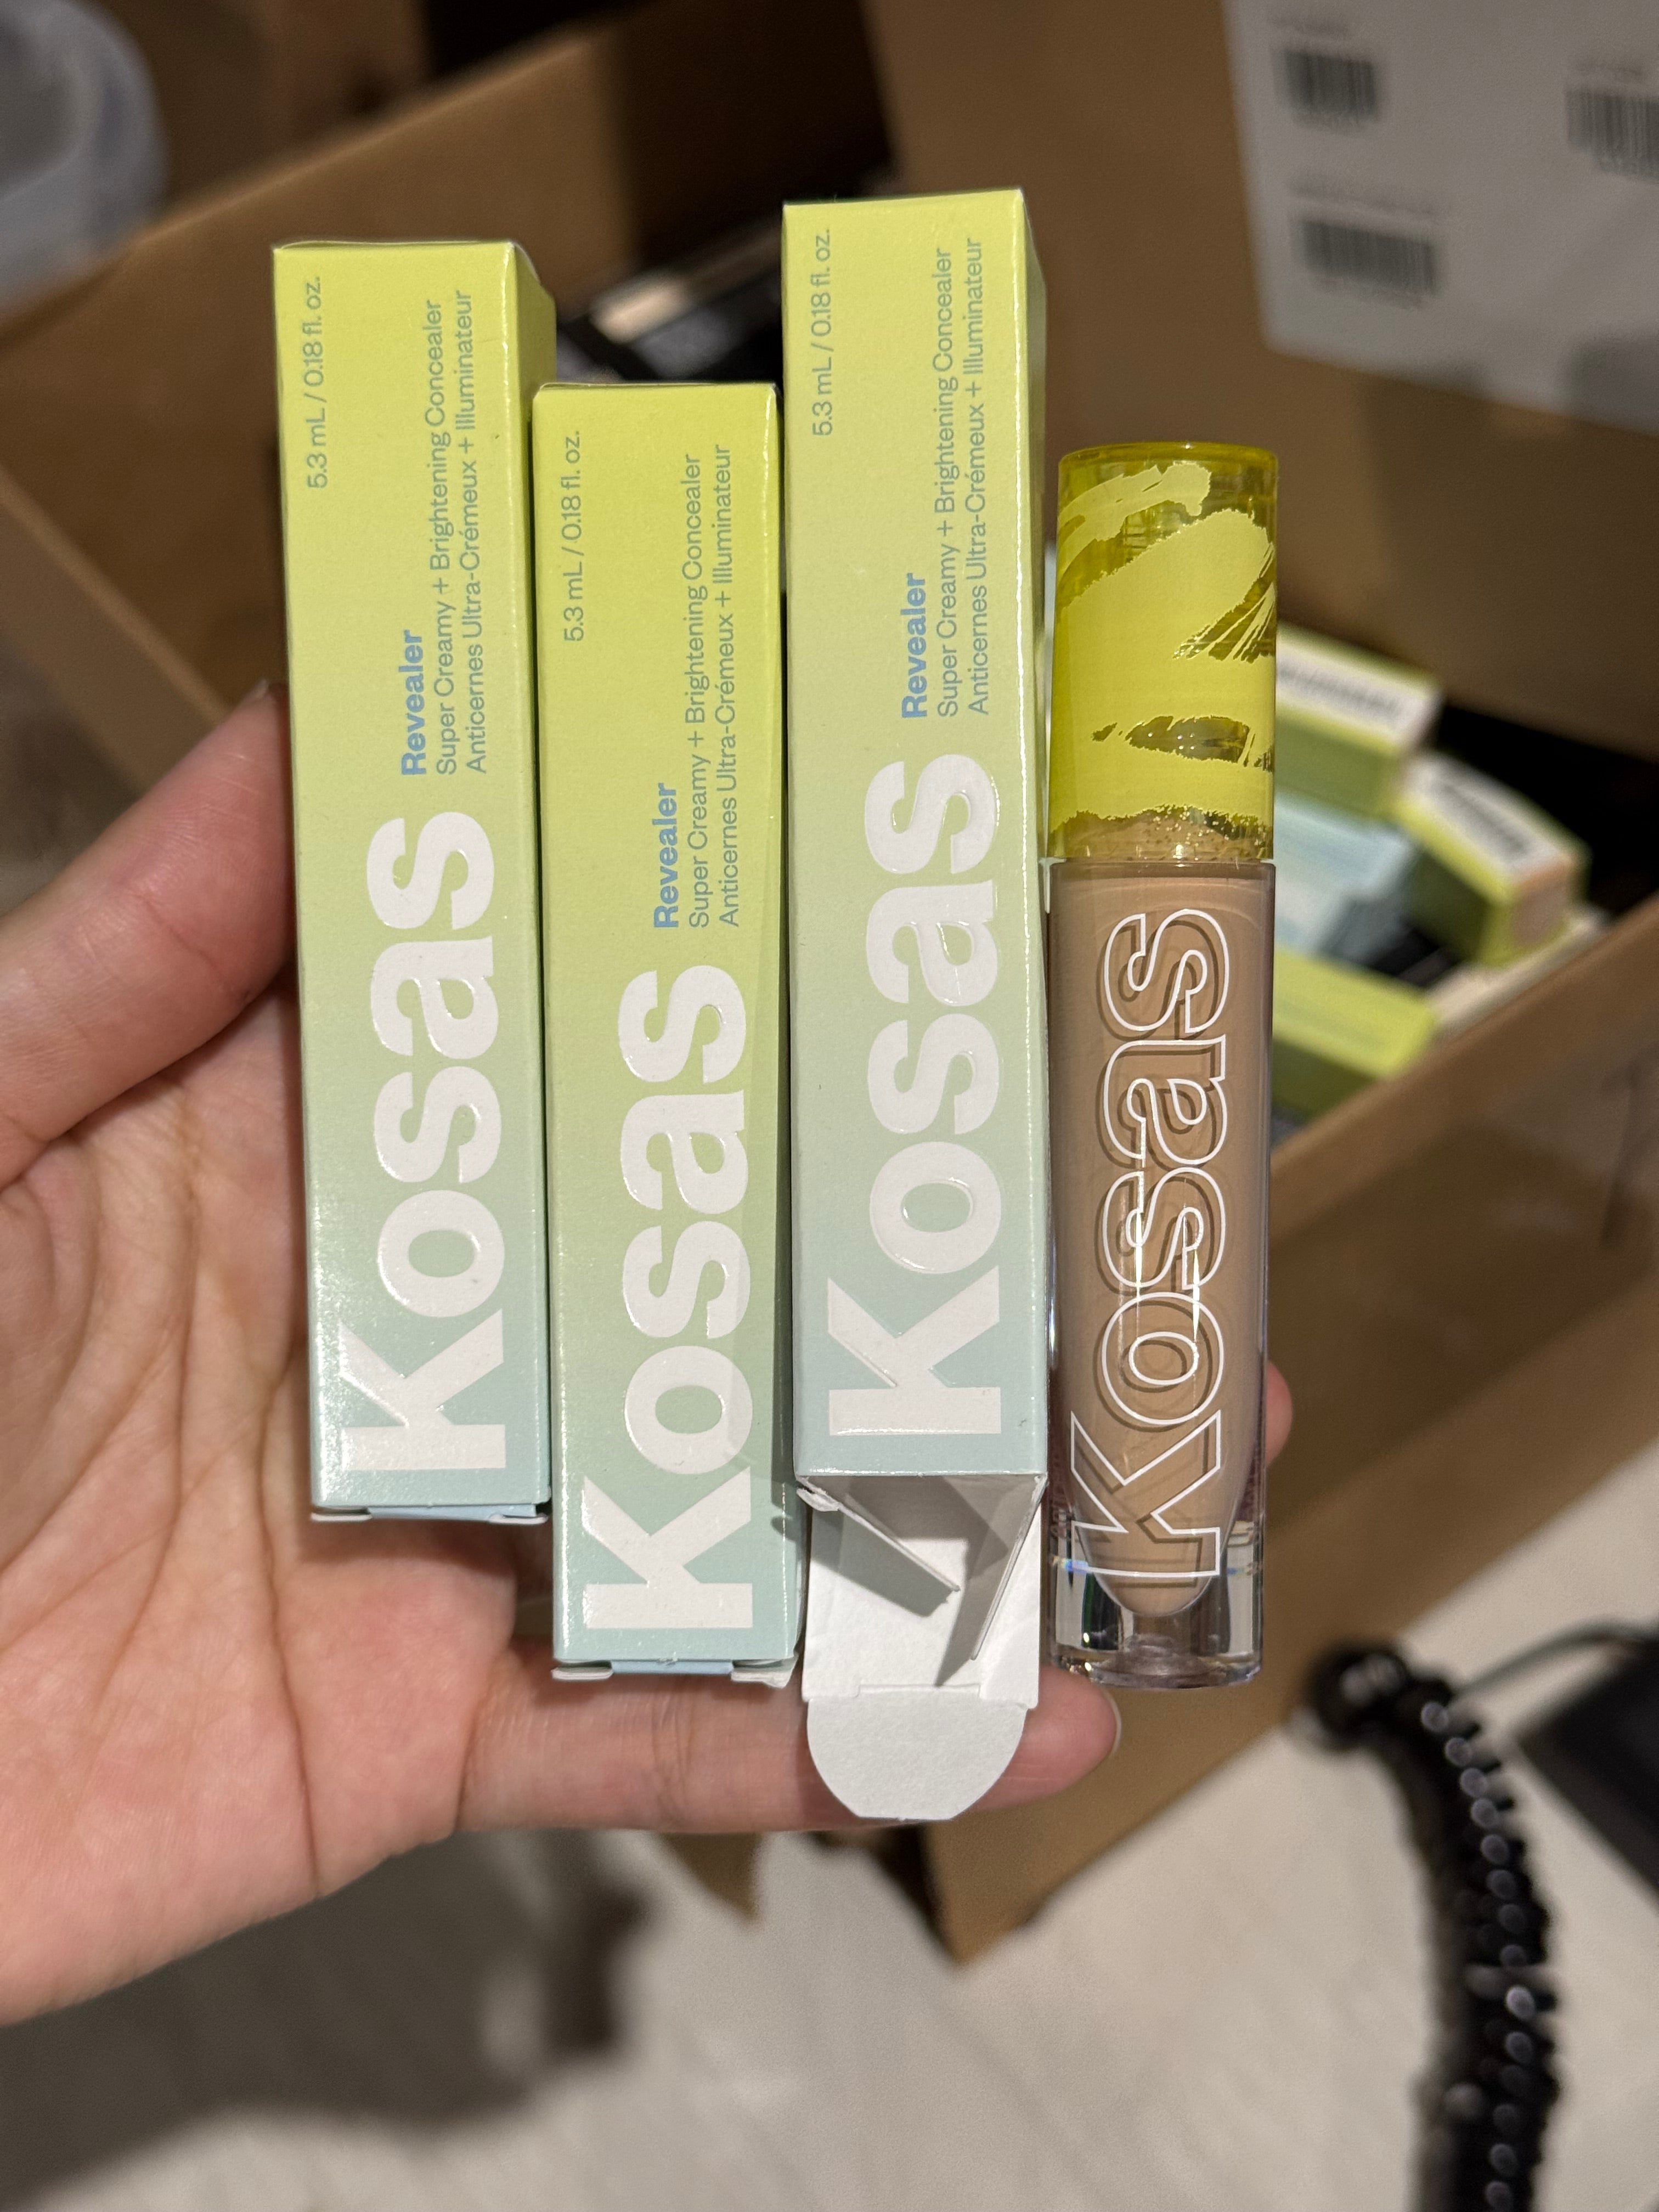 5.3 mL / 0.18 fl. oz.
Kosas
Revealer
Super Creamy + Brightening Concealer
Anticernes Ultra-Crémeux + Illuminateur
5.3 mL / 0.18 fl. oz.
Kosas
Revealer
Super Creamy + Brightening Concealer
Anticernes Ultra-Crémeux + Illuminateur
5.3 mL / 0.18 fl. oz.
Kosas
Revealer
Super Creamy + Brightening Concealer
Anticernes Ultra-Crémeux + Illuminateur
Kosas